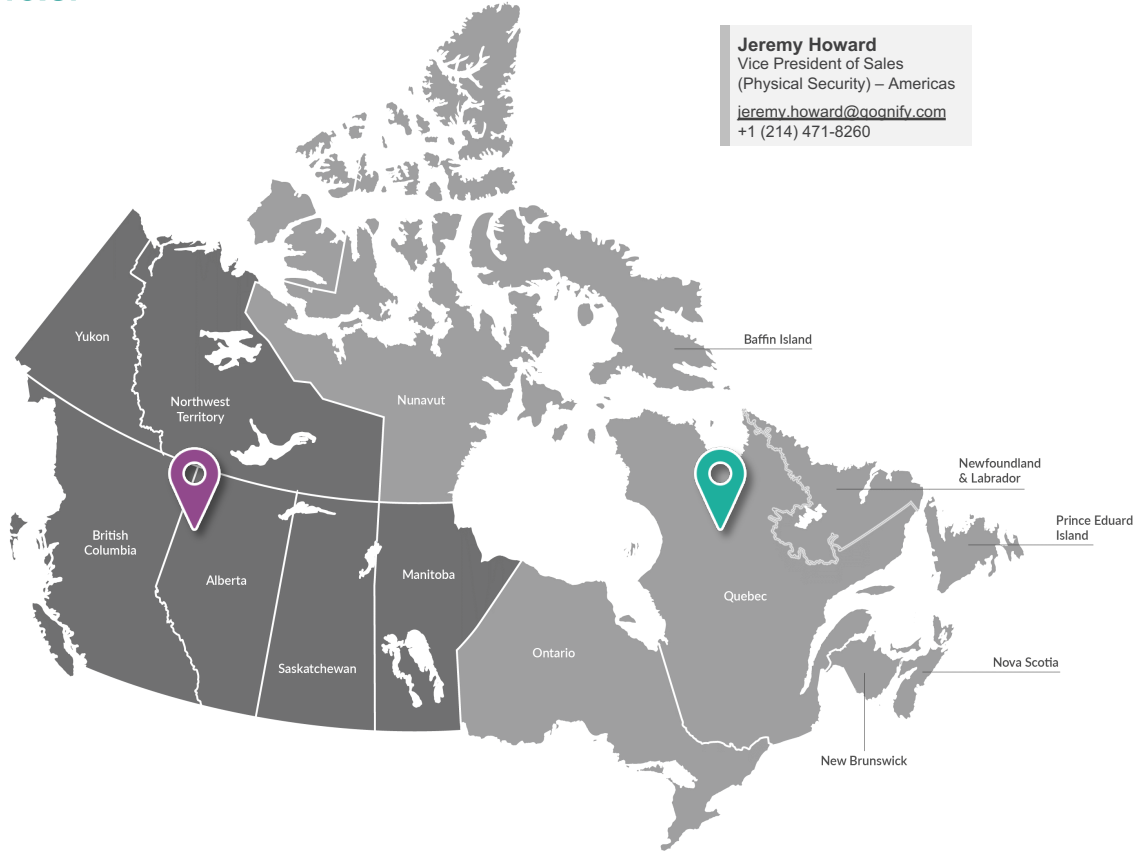 Jeremy Howard
Vice President of Sales
(Physical Security) – Americas
jeremy.howard@qognify.com
+1 (214) 471-8260
Yukon
Baffin Island
Northwest
Territory
Nunavut
Newfoundland
& Labrador
Prince Eduard
Island
British
Columbia
Alberta
Manitoba
Quebec
Ontario
Saskatchewan
Nova Scotia
New Brunswick